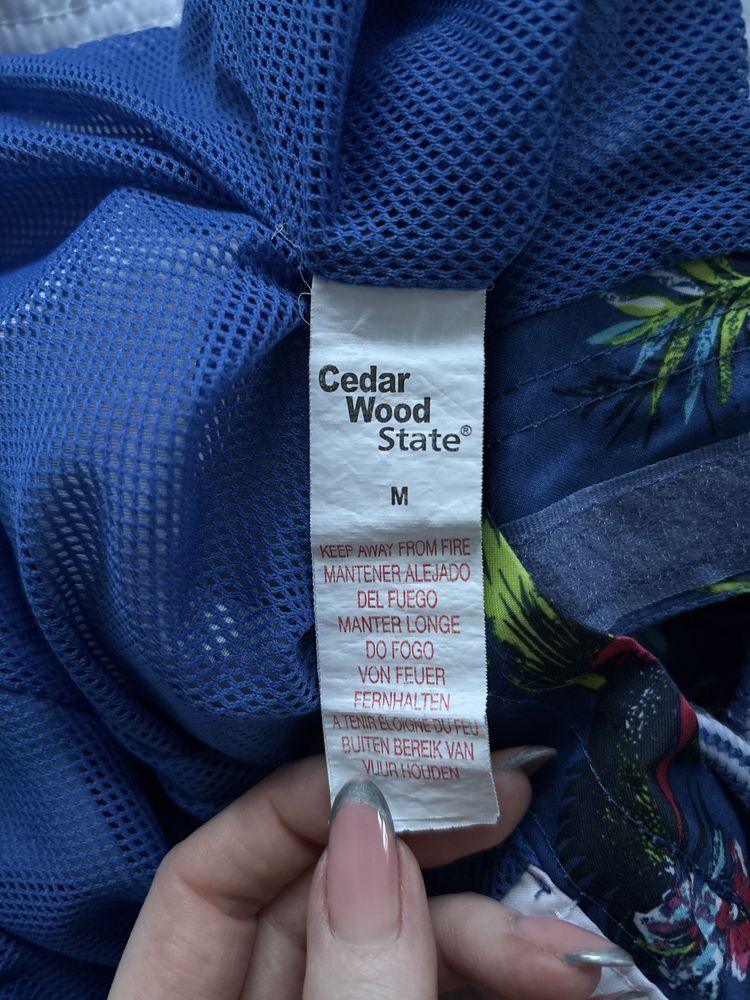 Cedar
Wood
State®
M
KEEP AWAY FROM FIRE
MANTENER ALEJADO
DEL FUEGO
MANTER LONGE
DO FOGO
VON FEUER
FERNHALTEN
A TENIR ÉLOIGNÉ DU FEU
BUITEN BEREIK VAN
VUUR HOUDEN